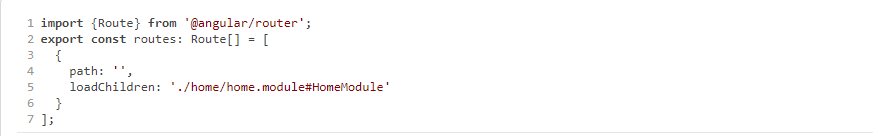 1 import {Route} from '@angular/router';
2 export const routes: Route[] = [
3   {
4     path: '',
5     loadChildren: './home/home.module#HomeModule'
6   }
7 ];